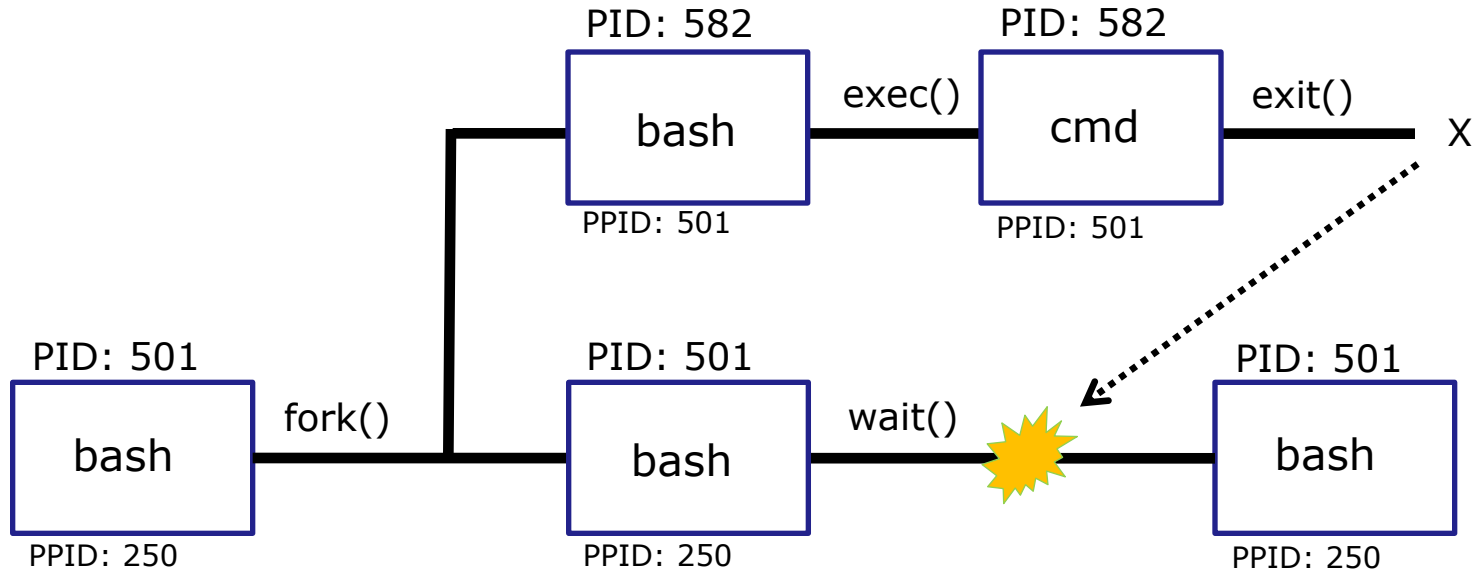 PID: 582
PID: 582
bash
exec()
cmd
exit()
X
PPID: 501
PPID: 501
PID: 501
PID: 501
PID: 501
bash
fork()
bash
wait()
bash
PPID: 250
PPID: 250
PPID: 250